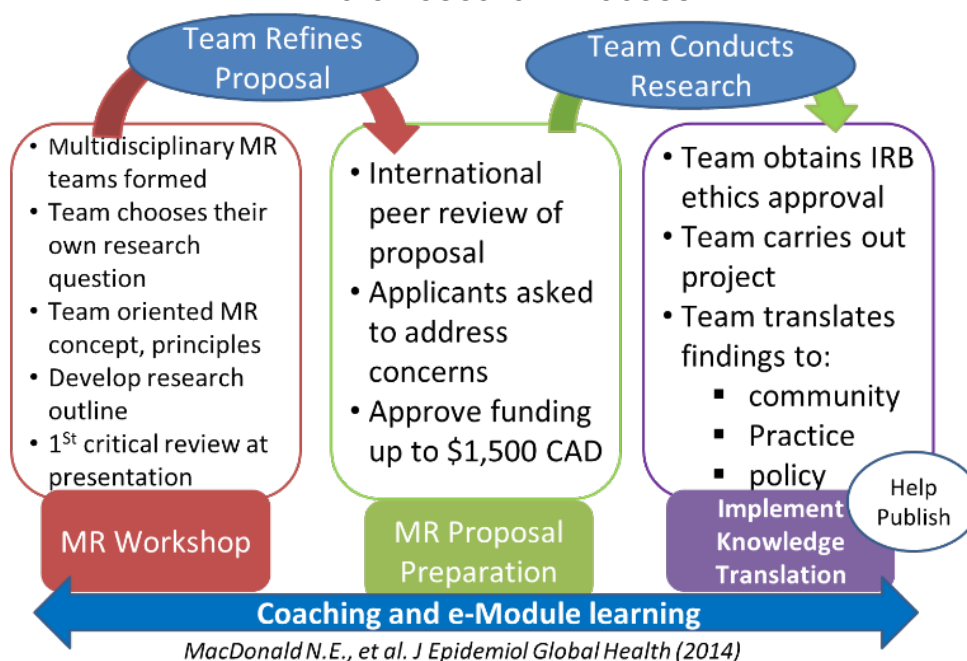 Team Refines
Proposal
Team Conducts
Research
• Multidisciplinary MR
teams formed
• Team chooses their
own research
question
• Team oriented MR
concept, principles
• Develop research
outline
• 1St critical review at
presentation
MR Workshop
• International
peer review of
proposal
• Applicants asked
to address
concerns
• Approve funding
up to $1,500 CAD
MR Proposal
Preparation
• Team obtains IRB
ethics approval
• Team carries out
project
• Team translates
findings to:
▪ community
▪ Practice
▪ policy
Implement
Knowledge
Translation
Help
Publish
Coaching and e-Module learning
MacDonald N.E., et al. J Epidemiol Global Health (2014)